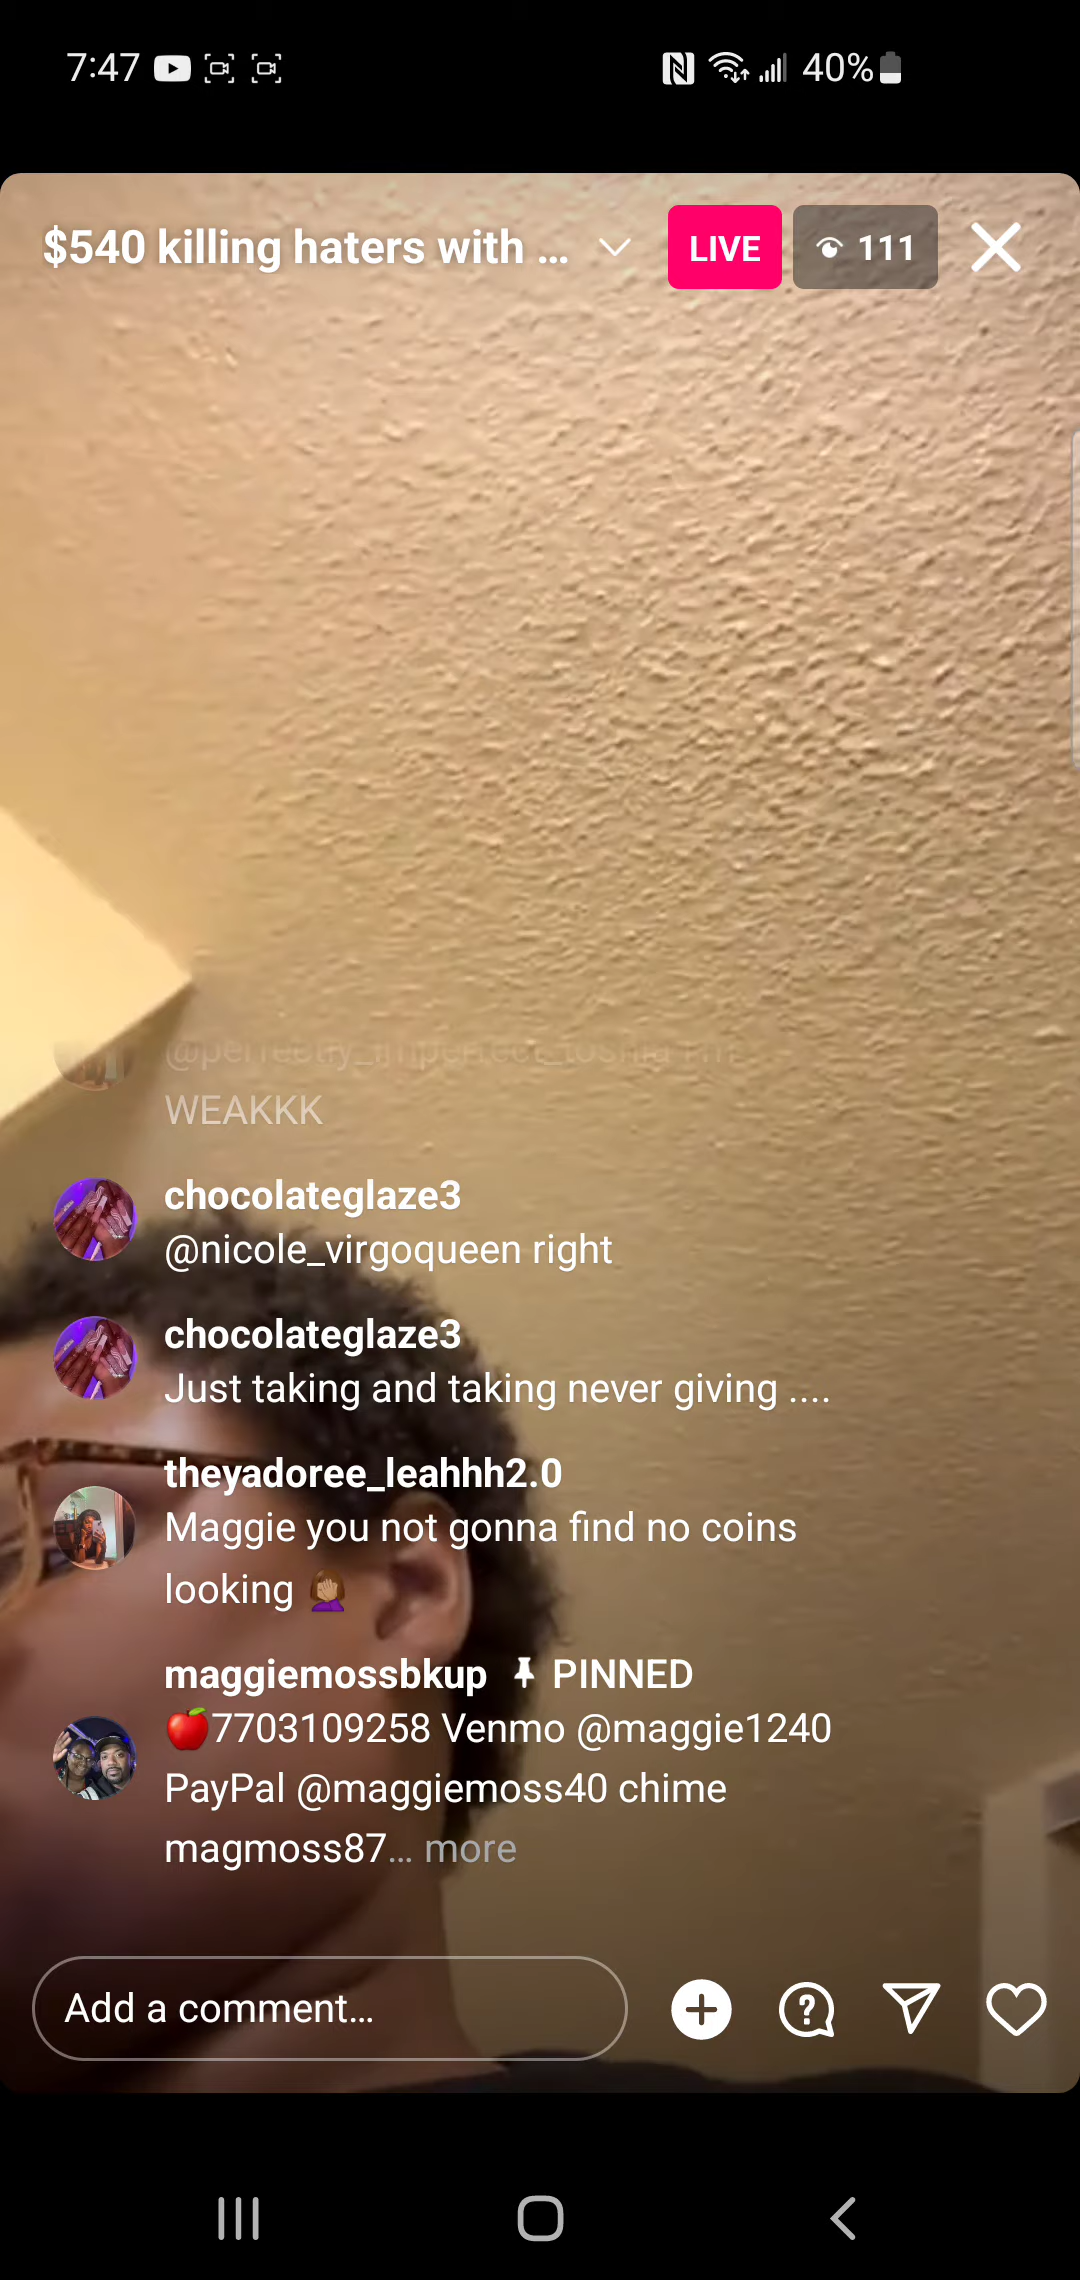 7:47
40%
$540 killing haters with ...
LIVE
111
@perfectly_imperfect_toshia I'm
WEAKKK
chocolateglaze3
@nicole_virgoqueen right
chocolateglaze3
Just taking and taking never giving ....
theyadoree_leahhh2.0
Maggie you not gonna find no coins
looking 🤦🏽‍♀️
maggiemossbkup PINNED
🍎7703109258 Venmo @maggie1240
PayPal @maggiemoss40 chime
magmoss87... more
Add a comment...